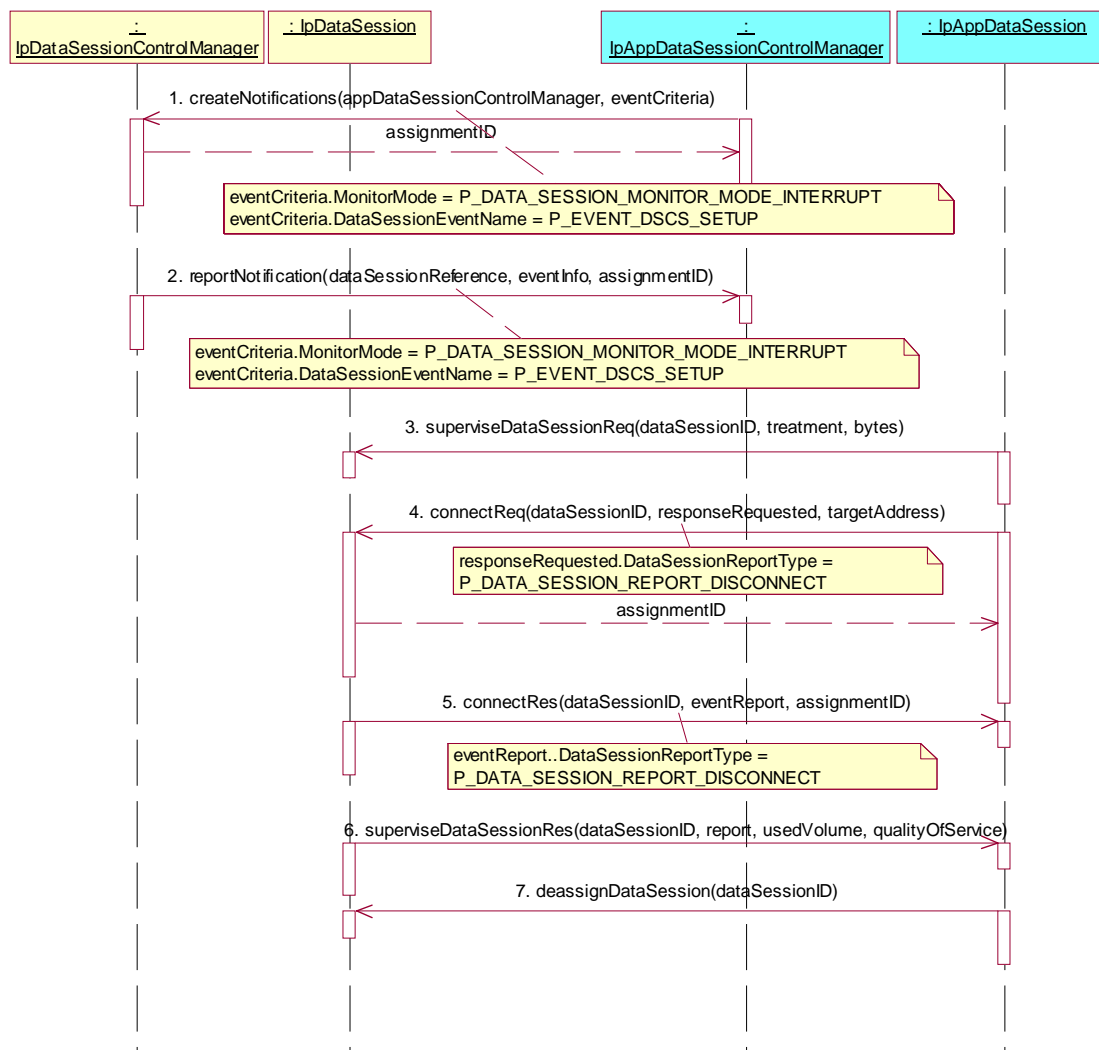 :
IpDataSessionControlManager
: IpDataSession
:
IpAppDataSessionControlManager
: IpAppDataSession
1. createNotifications(appDataSessionControlManager, eventCriteria)
assignmentID
eventCriteria.MonitorMode = P_DATA_SESSION_MONITOR_MODE_INTERRUPT
eventCriteria.DataSessionEventName = P_EVENT_DSCS_SETUP
2. reportNotification(dataSessionReference, eventInfo, assignmentID)
eventCriteria.MonitorMode = P_DATA_SESSION_MONITOR_MODE_INTERRUPT
eventCriteria.DataSessionEventName = P_EVENT_DSCS_SETUP
3. superviseDataSessionReq(dataSessionID, treatment, bytes)
4. connectReq(dataSessionID, responseRequested, targetAddress)
responseRequested.DataSessionReportType =
P_DATA_SESSION_REPORT_DISCONNECT
assignmentID
5. connectRes(dataSessionID, eventReport, assignmentID)
eventReport..DataSessionReportType =
P_DATA_SESSION_REPORT_DISCONNECT
6. superviseDataSessionRes(dataSessionID, report, usedVolume, qualityOfService)
7. deassignDataSession(dataSessionID)